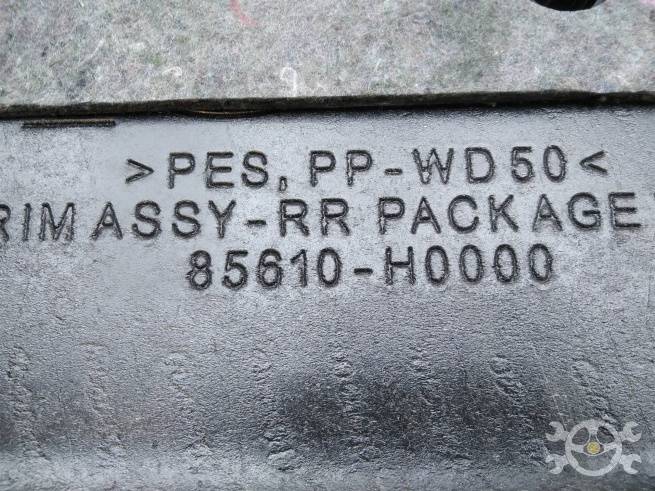 >PES, PP-WD50<
RIM ASSY-RR PACKAGE
85610-H0000